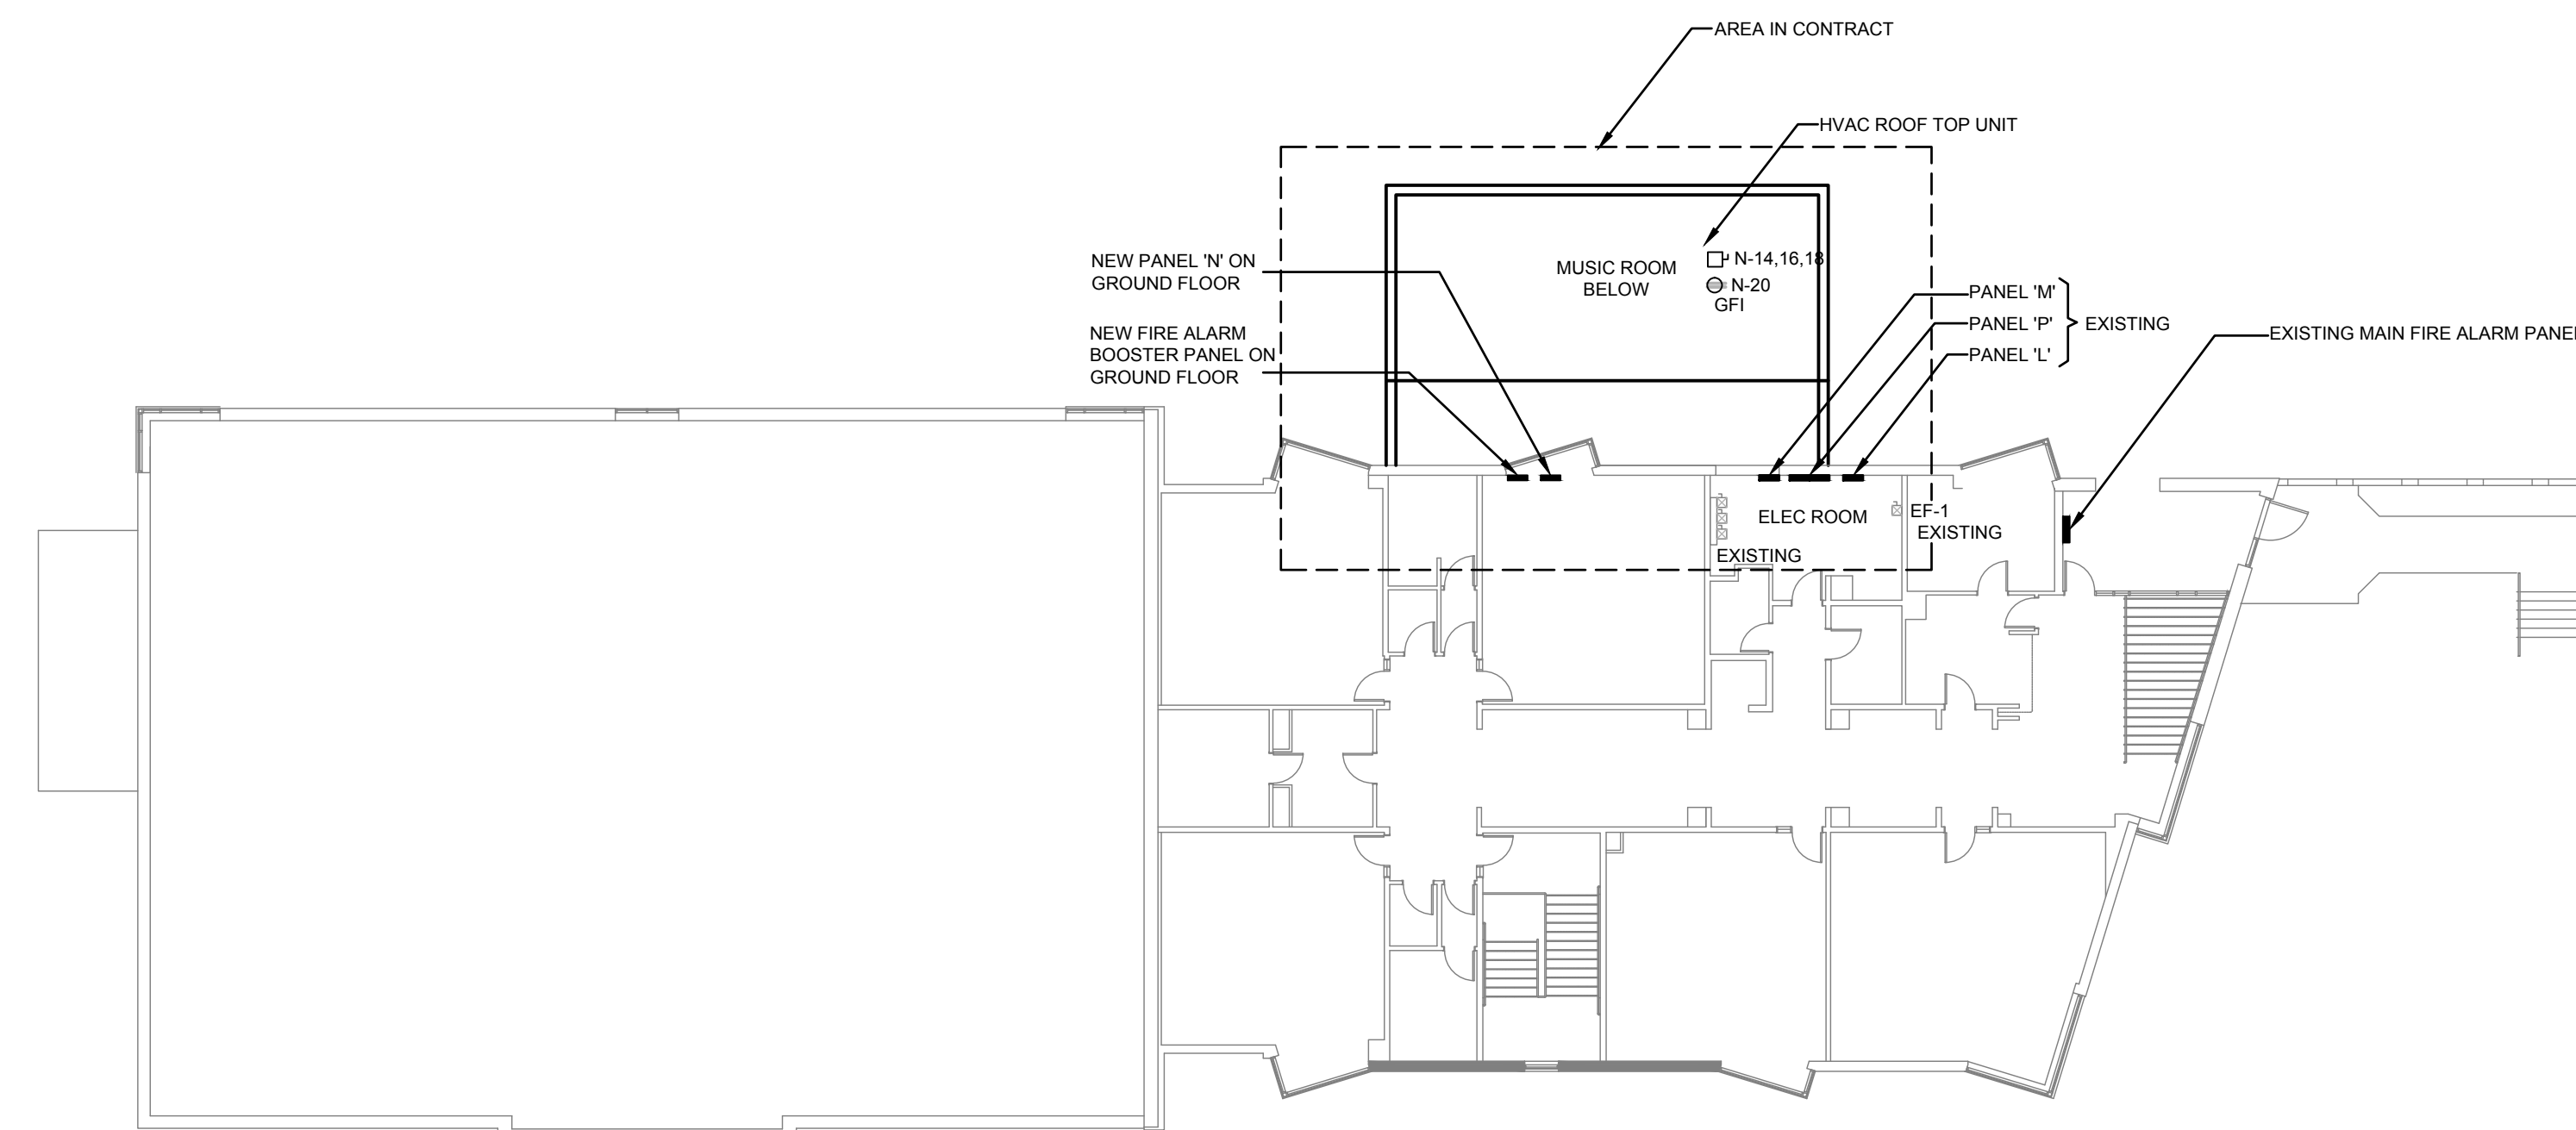 AREA IN CONTRACT
HVAC ROOF TOP UNIT
NEW PANEL 'N' ON
GROUND FLOOR
MUSIC ROOM
BELOW
N-14,16,18
N-20
GFI
NEW FIRE ALARM
BOOSTER PANEL ON
GROUND FLOOR
PANEL 'M'
PANEL 'P'
PANEL 'L'
EXISTING
EXISTING MAIN FIRE ALARM PANEL
ELEC ROOM
EXISTING
EF-1
EXISTING